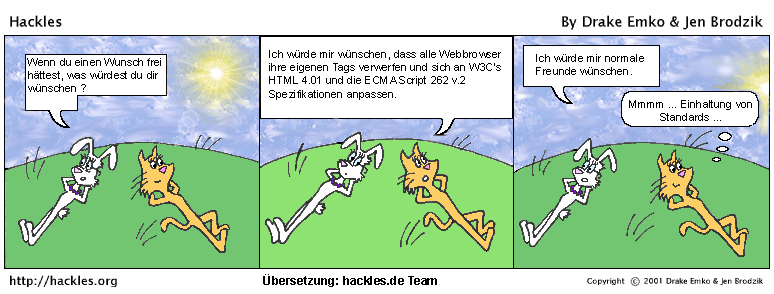 Hackles
By Drake Emko & Jen Brodzik
Wenn du einen Wunsch frei
hättest, was würdest du dir
wünschen ?
Ich würde mir wünschen, dass alle Webbrowser
ihre eigenen Tags verwerfen und sich an W3C's
HTML 4.01 und die ECMAScript 262 v.2
Spezifikationen anpassen.
Ich würde mir normale
Freunde wünschen.
Mmmm ... Einhaltung von
Standards ...
http://hackles.org
Übersetzung: hackles.de Team
Copyright © 2001 Drake Emko & Jen Brodzik